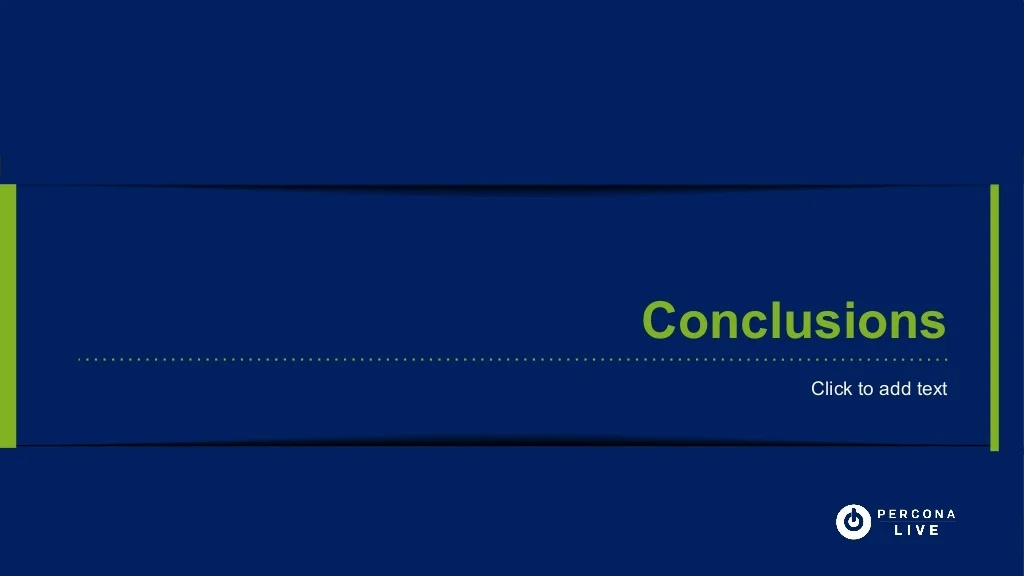 Conclusions
Click to add text
PERCONA
LIVE